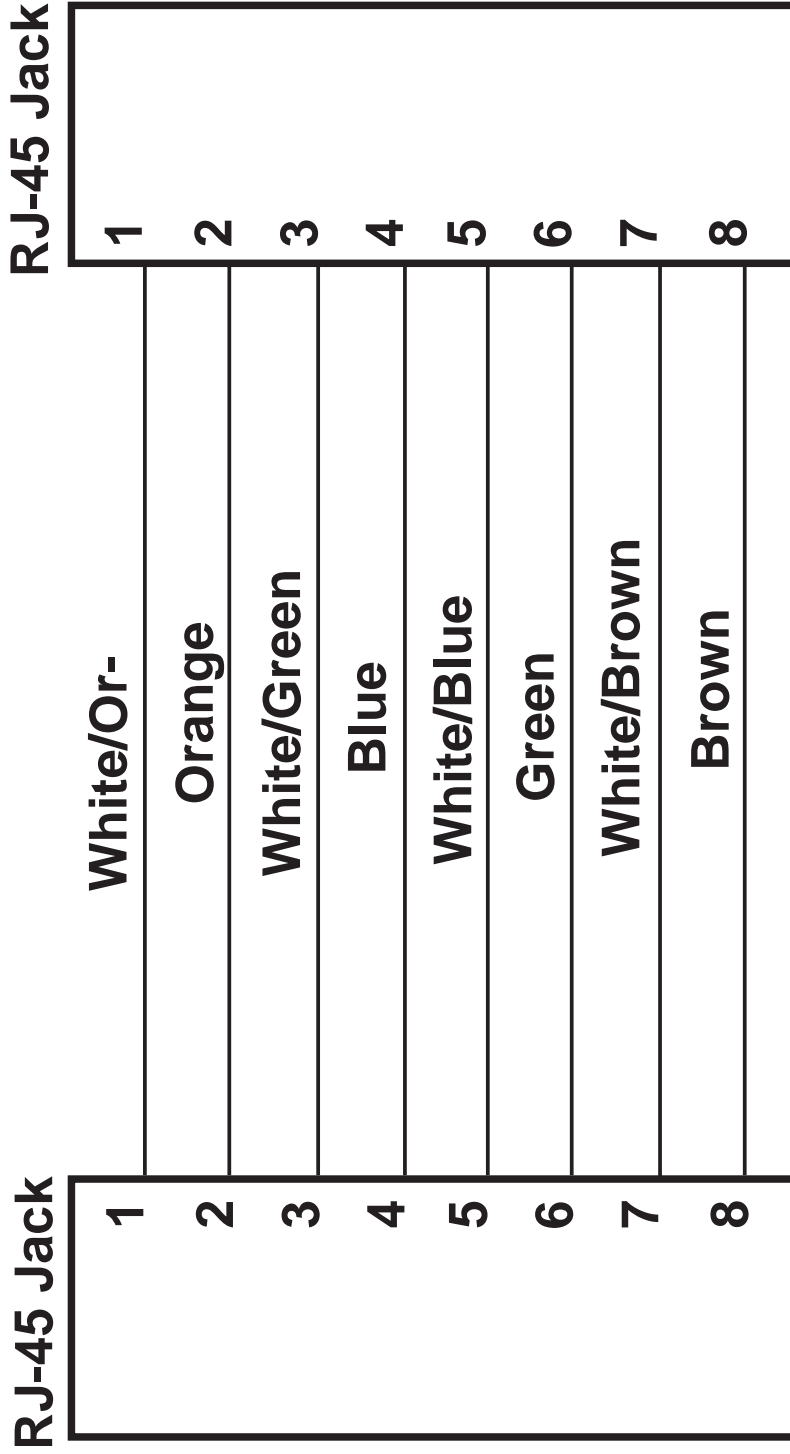 RJ-45 Jack
RJ-45 Jack
1 White/Or- 1
2 Orange 2
3 White/Green 3
4 Blue 4
5 White/Blue 5
6 Green 6
7 White/Brown 7
8 Brown 8